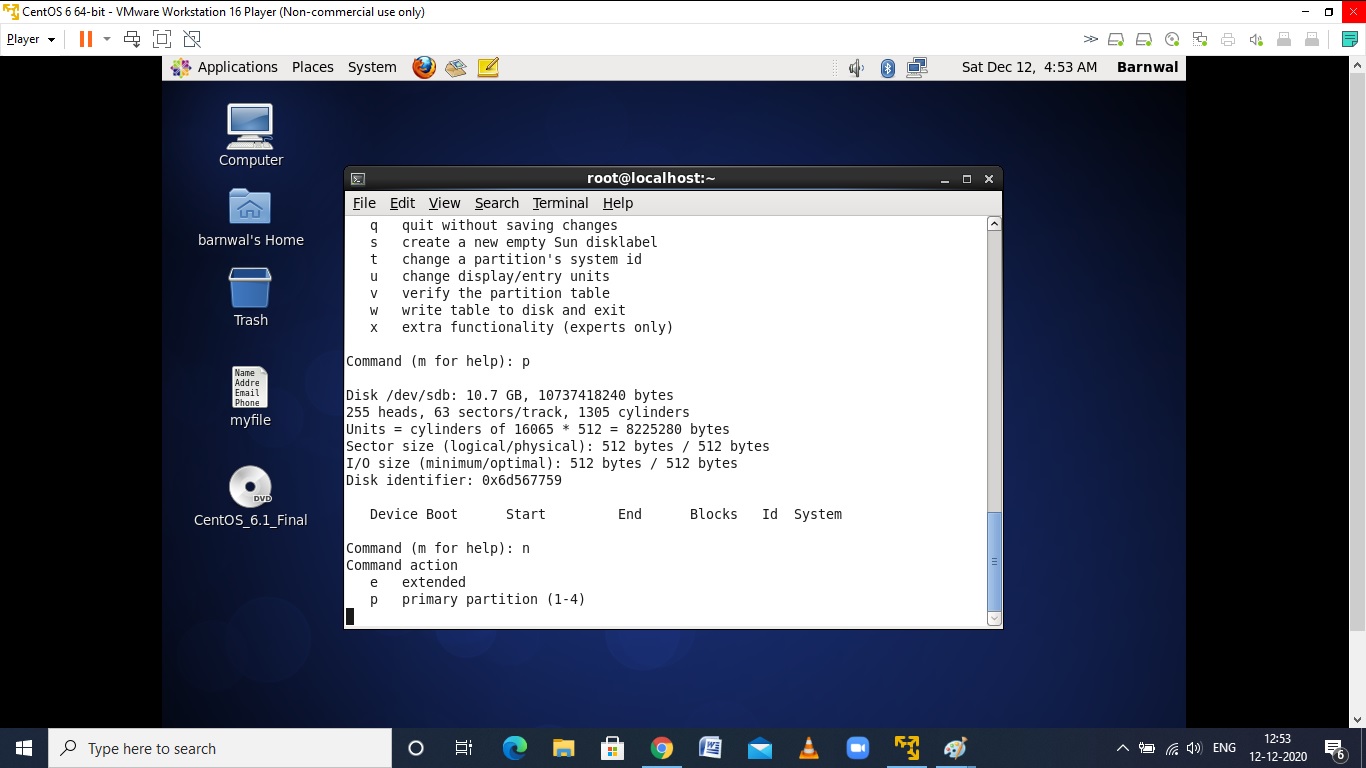 CentOS 6 64-bit - VMware Workstation 16 Player (Non-commercial use only)
Player
Applications Places System Sat Dec 12, 4:53 AM Barnwal
Computer
barnwal's Home
Trash
Name
Addre
Email
Phone
myfile
DVD
CentOS_6.1_Final
root@localhost:~
File Edit View Search Terminal Help
q quit without saving changes
s create a new empty Sun disklabel
t change a partition's system id
u change display/entry units
v verify the partition table
w write table to disk and exit
x extra functionality (experts only)
Command (m for help): p
Disk /dev/sdb: 10.7 GB, 10737418240 bytes
255 heads, 63 sectors/track, 1305 cylinders
Units = cylinders of 16065 * 512 = 8225280 bytes
Sector size (logical/physical): 512 bytes / 512 bytes
I/O size (minimum/optimal): 512 bytes / 512 bytes
Disk identifier: 0x6d567759
Device Boot Start End Blocks Id System
Command (m for help): n
Command action
e extended
p primary partition (1-4)
Type here to search
ENG
12:53
12-12-2020
6